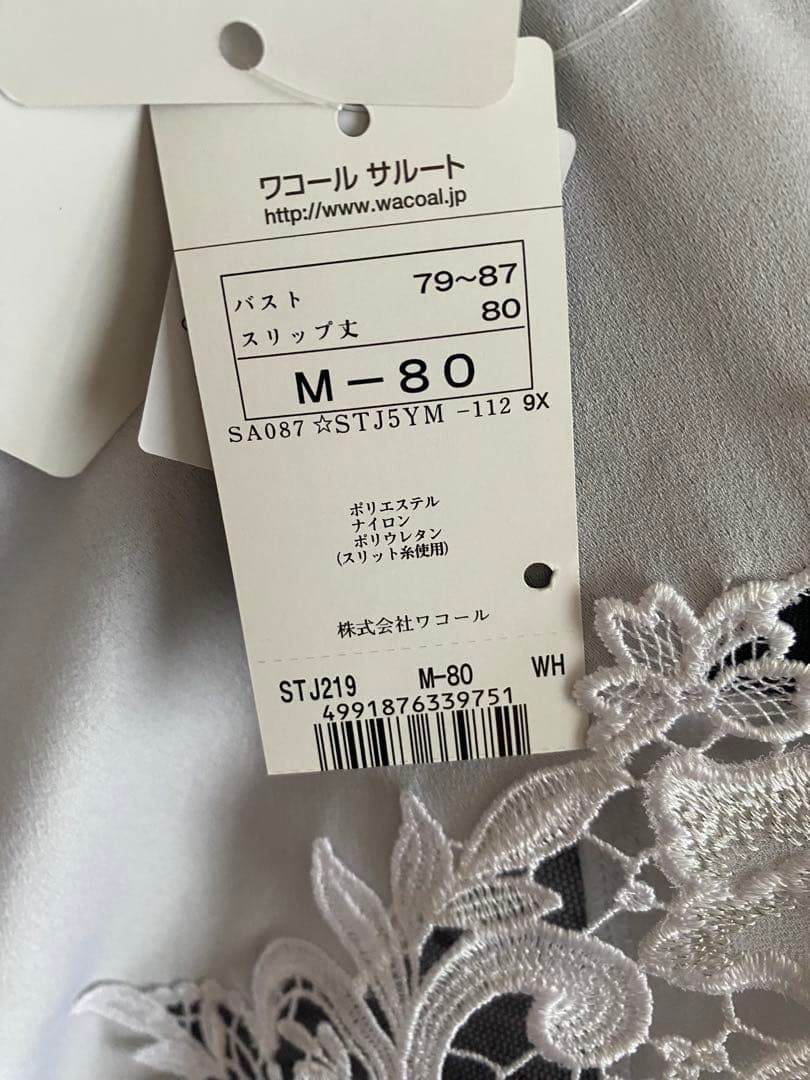 ワコール サルート
http://www.wacoal.jp
バスト 79～87
スリップ丈 80
M－80
SA087 ☆STJ5YM -112 9X
ポリエステル
ナイロン
ポリウレタン
(スリット糸使用)
株式会社ワコール
STJ219 M-80 WH
4991876339751